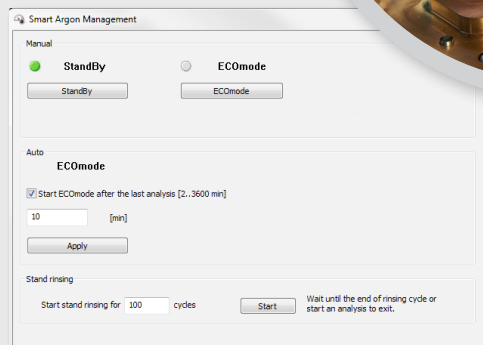 Smart Argon Management
Manual
StandBy ECOmode
StandBy ECOmode
Auto
ECOmode
Start ECOmode after the last analysis [2..3600 min]
10 [min]
Apply
Stand rinsing
Start stand rinsing for 100 cycles Start Wait until the end of rinsing cycle or
start an analysis to exit.